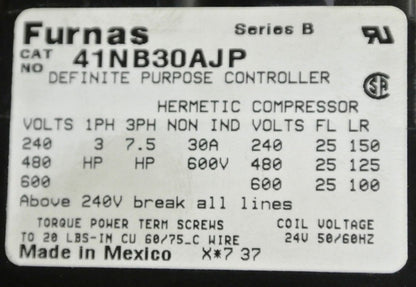 Furnas Series B
CAT NO 41NB30AJP
DEFINITE PURPOSE CONTROLLER
HERMETIC COMPRESSOR
VOLTS 1PH 3PH NON IND VOLTS FL LR
240 3 7.5 30A 240 25 150
480 HP HP 600V 480 25 125
600 600 25 100
Above 240V break all lines
TORQUE POWER TERM SCREWS COIL VOLTAGE
TO 20 LBS-IN CU 60/75_C WIRE 24V 50/60HZ
Made in Mexico X*7 37